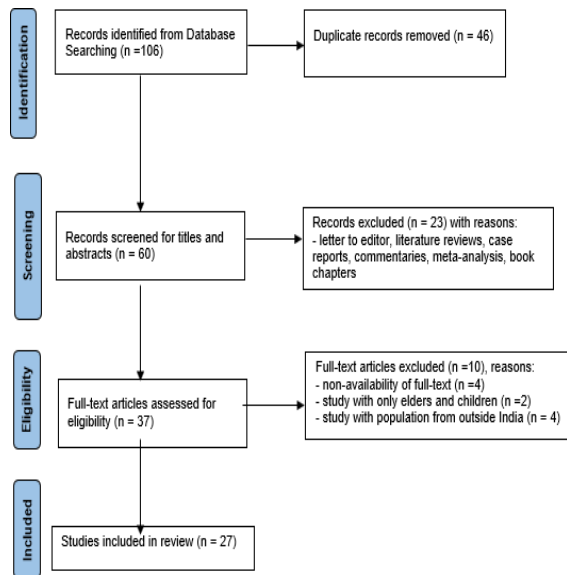 Identification
Records identified from Database
Searching (n =106)
Duplicate records removed (n = 46)
Screening
Records screened for titles and
abstracts (n = 60)
Records excluded (n = 23) with reasons:
- letter to editor, literature reviews, case
reports, commentaries, meta-analysis, book
chapters
Eligibility
Full-text articles assessed for
eligibility (n = 37)
Full-text articles excluded (n =10), reasons:
- non-availability of full-text (n =4)
- study with only elders and children (n =2)
- study with population from outside India (n = 4)
Included
Studies included in review (n = 27)